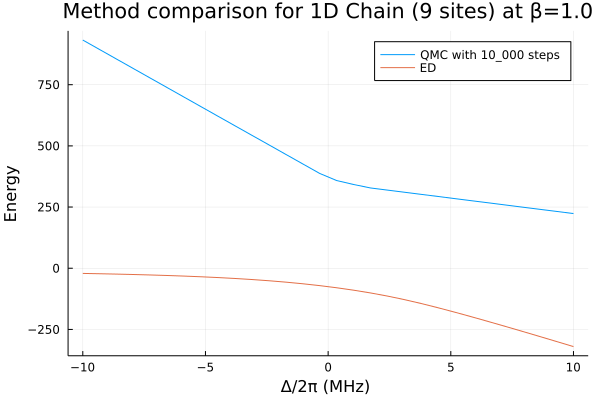 Method comparison for 1D Chain (9 sites) at β=1.0
QMC with 10_000 steps
ED
Energy
750
500
250
0
−250
−10
−5
0
5
10
Δ/2π (MHz)